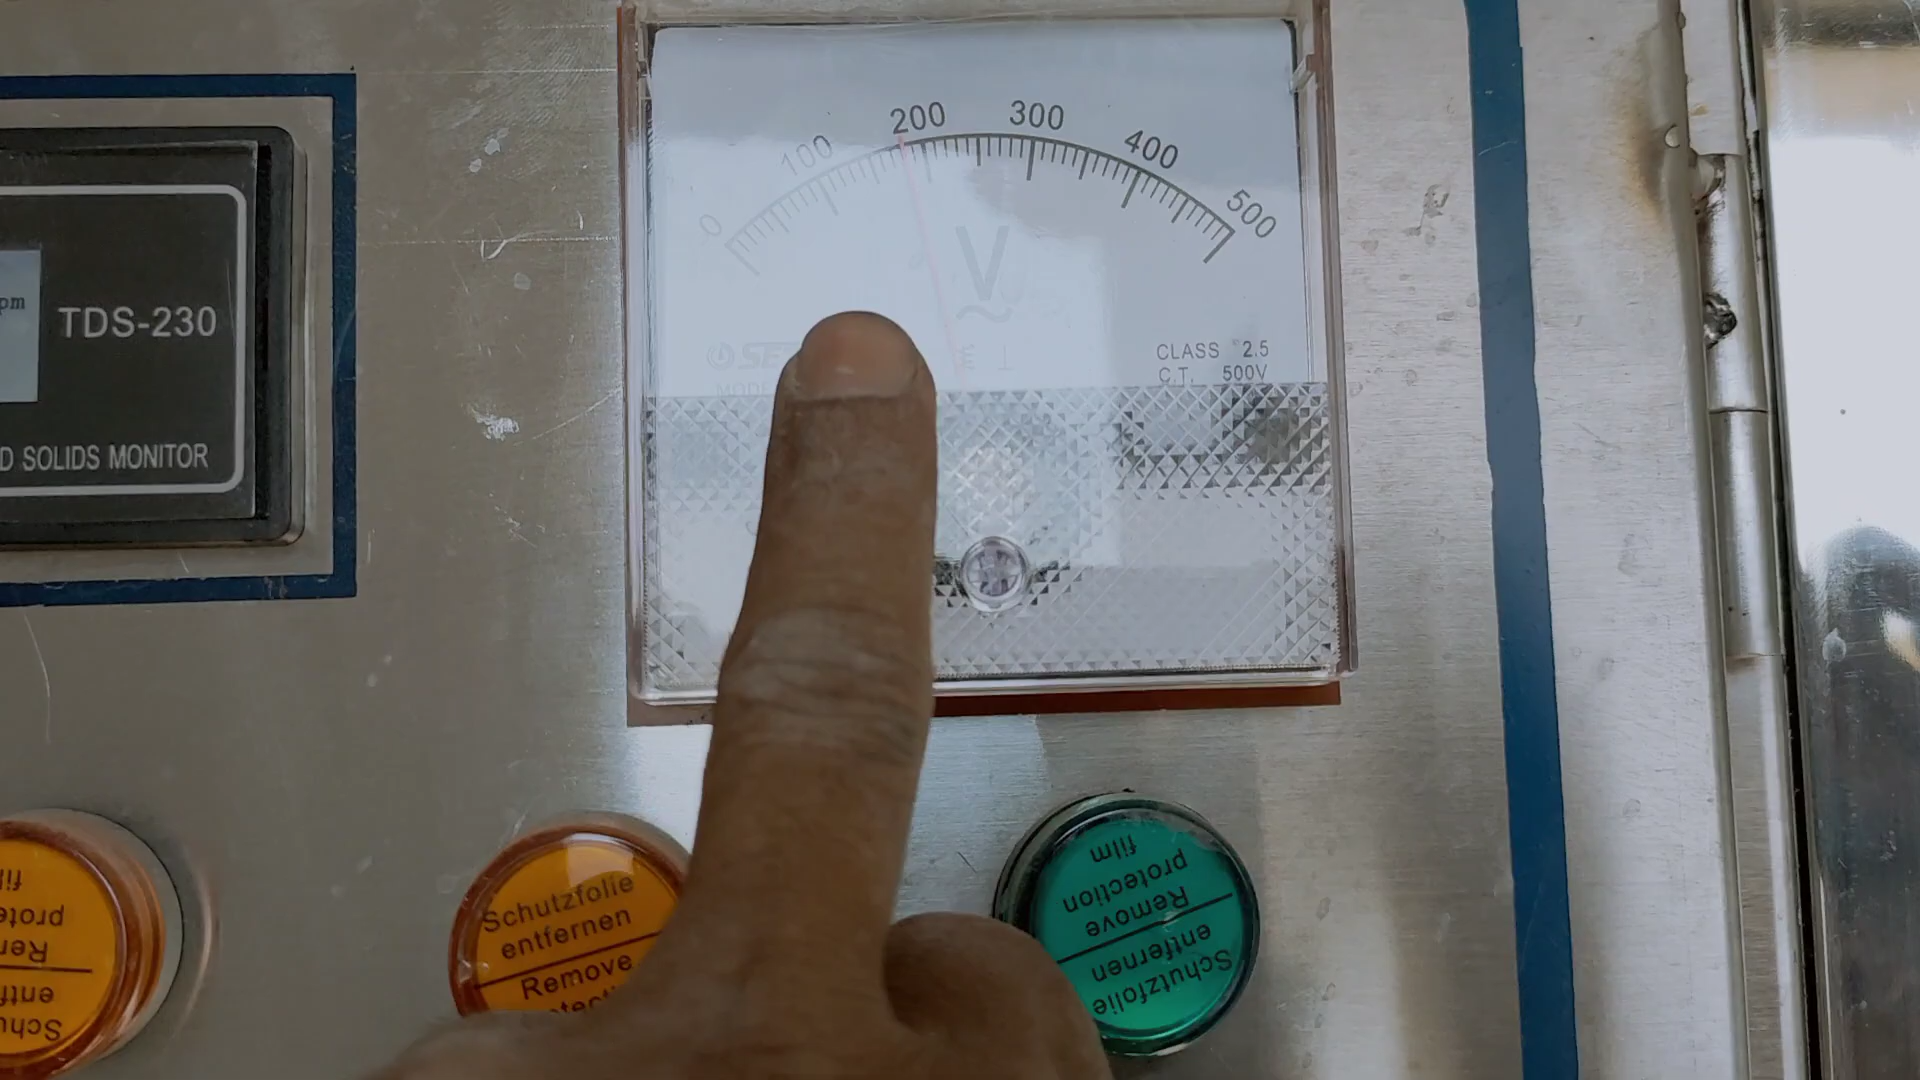 0
100
200
300
400
500
V
CLASS 2.5
C.T. 500V
pm
TDS-230
D SOLIDS MONITOR
Schutzfolie
entfernen
Remove
Schutzfolie
entfernen
Remove
protection
film